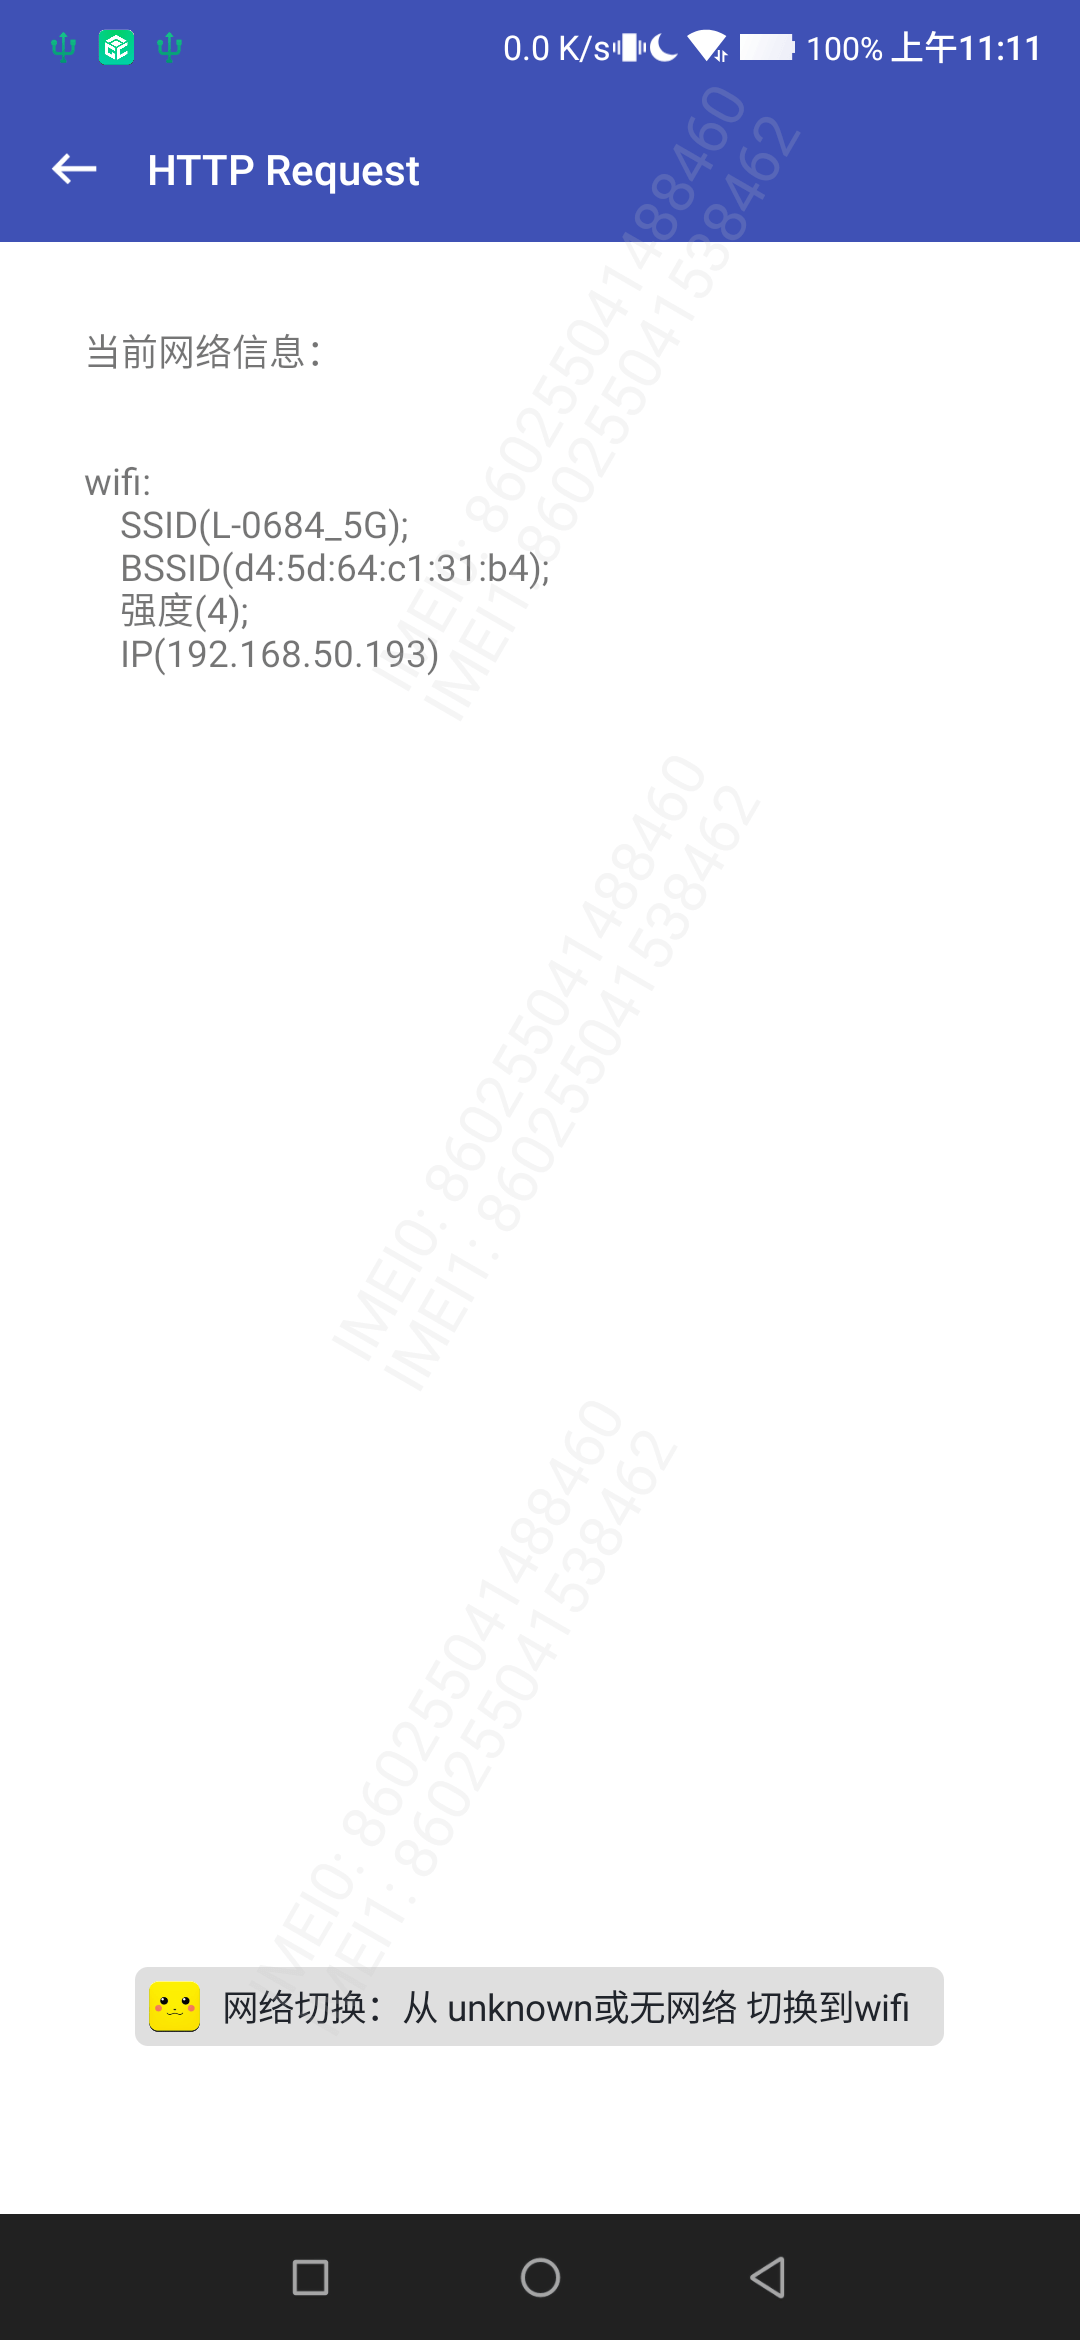 0.0 K/s 100% 上午11:11
HTTP Request
当前网络信息：
wifi:
SSID(L-0684_5G);
BSSID(d4:5d:64:c1:31:b4);
强度(4);
IP(192.168.50.193)
IMEI0: 860255041488460
IMEI1: 860255041538462
IMEI0: 860255041488460
IMEI1: 860255041538462
IMEI0: 860255041488460
IMEI1: 860255041538462
网络切换：从 unknown或无网络 切换到wifi